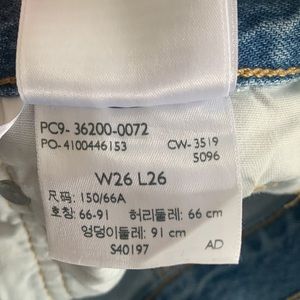 PC9- 36200-0072
PO- 4100446153 CW- 3519
5096
W26 L26
尺码: 150/66A
호칭: 66-91 허리둘레: 66 cm
엉덩이둘레: 91 cm
S40197 AD